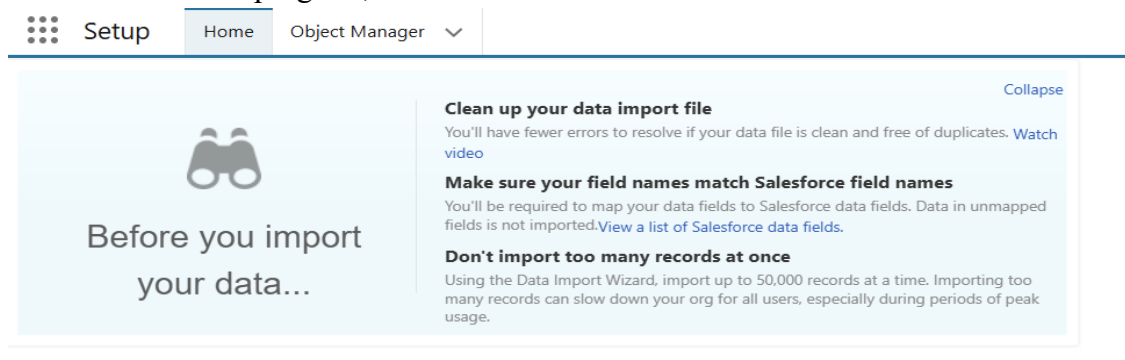 Setup Home Object Manager
Collapse
Before you import
your data...
Clean up your data import file
You'll have fewer errors to resolve if your data file is clean and free of duplicates. Watch
video
Make sure your field names match Salesforce field names
You'll be required to map your data fields to Salesforce data fields. Data in unmapped
fields is not imported.View a list of Salesforce data fields.
Don't import too many records at once
Using the Data Import Wizard, import up to 50,000 records at a time. Importing too
many records can slow down your org for all users, especially during periods of peak
usage.